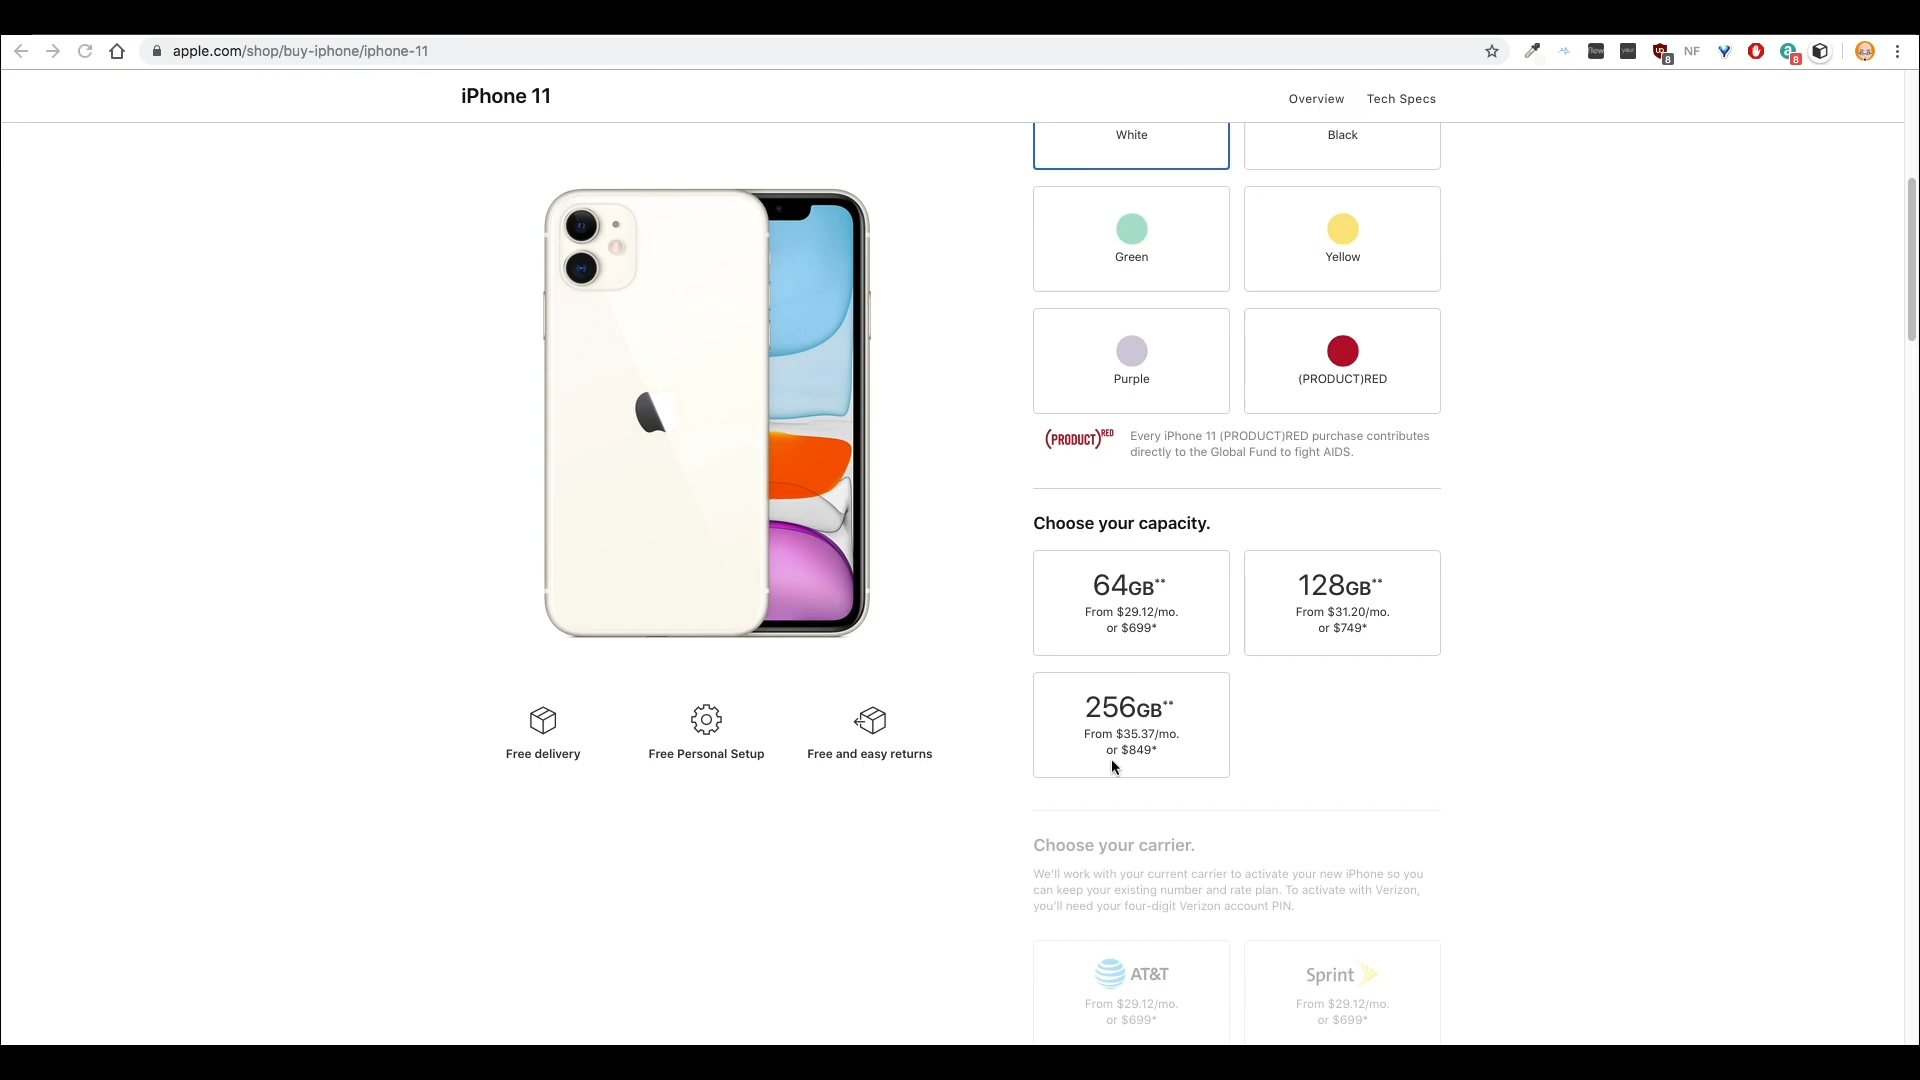 apple.com/shop/buy-iphone/iphone-11
8
NF
8
iPhone 11
Overview
Tech Specs
White
Black
Green
Yellow
Purple
(PRODUCT)RED
(PRODUCT)RED
Every iPhone 11 (PRODUCT)RED purchase contributes
directly to the Global Fund to fight AIDS.
Choose your capacity.
64GB**
From $29.12/mo.
or $699*
128GB**
From $31.20/mo.
or $749*
256GB**
From $35.37/mo.
or $849*
Free delivery
Free Personal Setup
Free and easy returns
Choose your carrier.
We'll work with your current carrier to activate your new iPhone so you
can keep your existing number and rate plan. To activate with Verizon,
you'll need your four-digit Verizon account PIN.
AT&T
From $29.12/mo.
or $699*
Sprint
From $29.12/mo.
or $699*